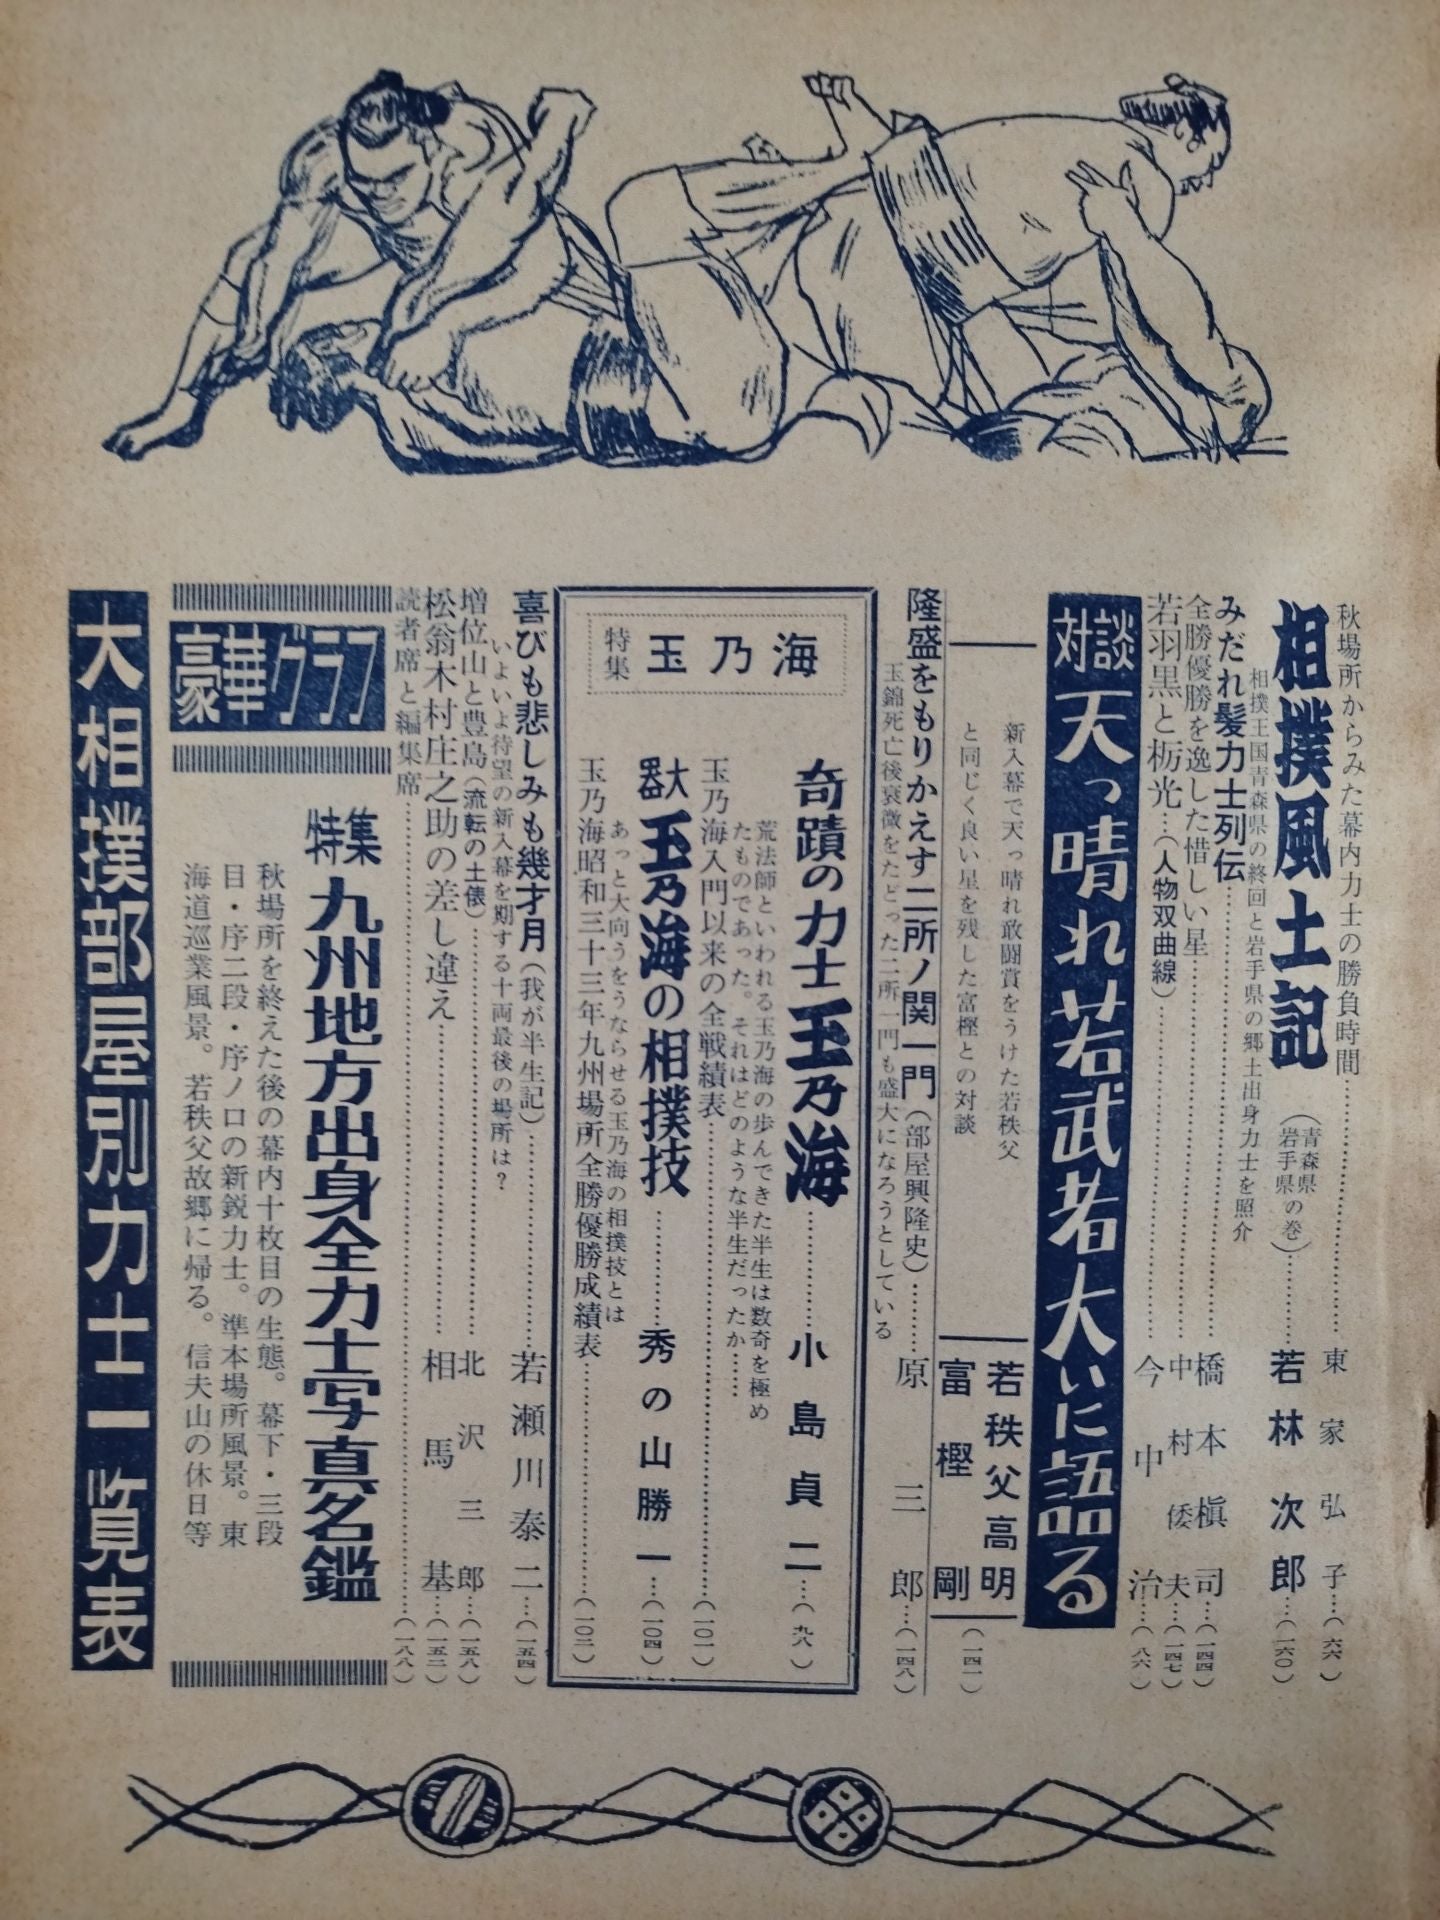 秋場所からみた幕内力士の勝負時間……………東家弘子…(六六)
相撲風土記（青森県岩手県の巻）………若林次郎…(一六〇)
相撲王国青森県の終回と岩手県の郷土出身力士を照介
みだれ髪力士列伝……………橋本槇司…(一四四)
全勝優勝を逸した惜しい星……………中村倭夫…(一四七)
若羽黒と栃光…（人物双曲線）……………今中治…(八六)
対談 天っ晴れ若武者大いに語る
新入幕で天っ晴れ敢闘賞をうけた若秩父
と同じく良い星を残した富樫との対談
若秩父高明
富樫剛
…(一四一)
隆盛をもりかえす二所ノ関一門（部屋興隆史）………原三郎…(一四八)
玉錦死亡後衰微をたどった二所一門も盛大になろうとしている
玉乃海特集
奇蹟の力士玉乃海…………小島貞二…(九八)
荒法師といわれる玉乃海の歩んできた半生は数奇を極め
たものであった。それはどのような半生だったか……
玉乃海入門以来の全戦績表……………(一〇一)
大器玉乃海の相撲技…………秀の山勝一…(一〇四)
あっと大向うをうならせる玉乃海の相撲技とは
玉乃海昭和三十三年九州場所全勝優勝成績表……………(一〇二)
喜びも悲しみも幾才月（我が半生記）……………若瀬川泰二…(一五四)
いよいよ待望の新入幕を期する十両最後の場所は？
増位山と豊島（流転の土俵）……………北沢三郎…(一五八)
松翁木村庄之助の差し違え……………相馬基…(一五二)
読者席と編集席……………(一八八)
豪華グラフ
特集 九州地方出身全力士写真名鑑
秋場所を終えた後の幕内十枚目の生態。幕下・三段
目・序二段・序ノ口の新鋭力士。準本場所風景。東
海道巡業風景。若秩父故郷に帰る。信夫山の休日等
大相撲部屋別力士一覧表